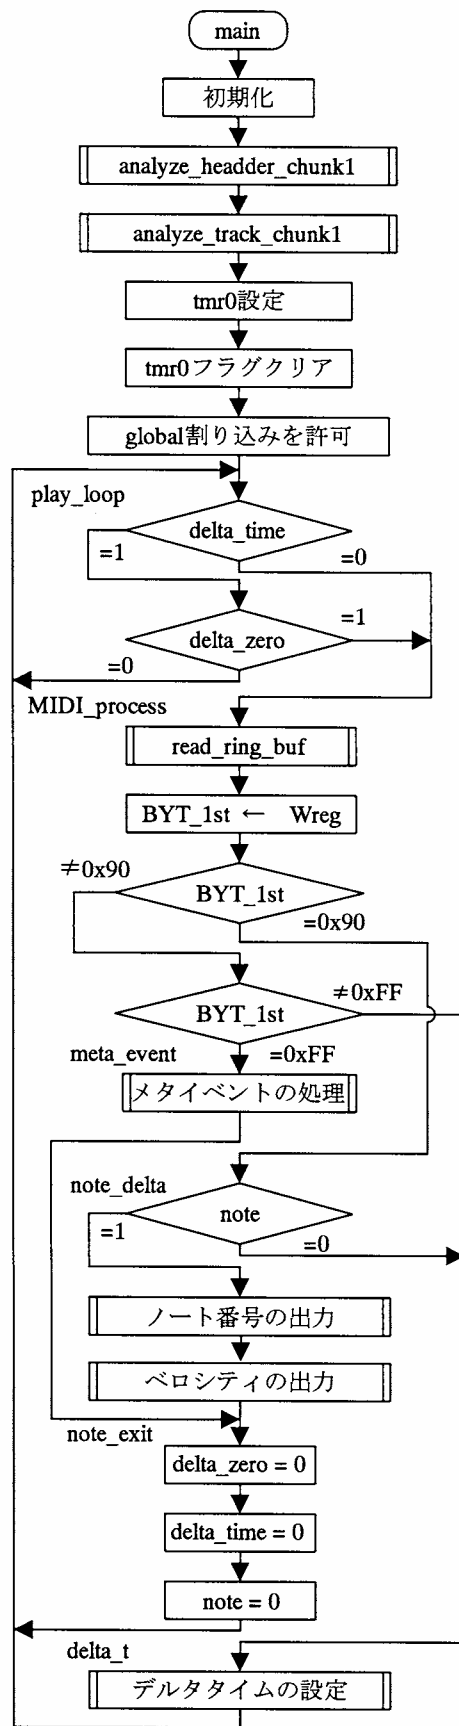 main
初期化
analyze_headder_chunk1
analyze_track_chunk1
tmr0設定
tmr0フラグクリア
global割り込みを許可
play_loop
delta_time
=1
=0
delta_zero
=1
=0
MIDI_process
read_ring_buf
BYT_1st ← Wreg
≠0x90
BYT_1st
=0x90
BYT_1st
≠0xFF
meta_event
=0xFF
メタイベントの処理
note_delta
note
=1
=0
ノート番号の出力
ベロシティの出力
note_exit
delta_zero = 0
delta_time = 0
note = 0
delta_t
デルタタイムの設定